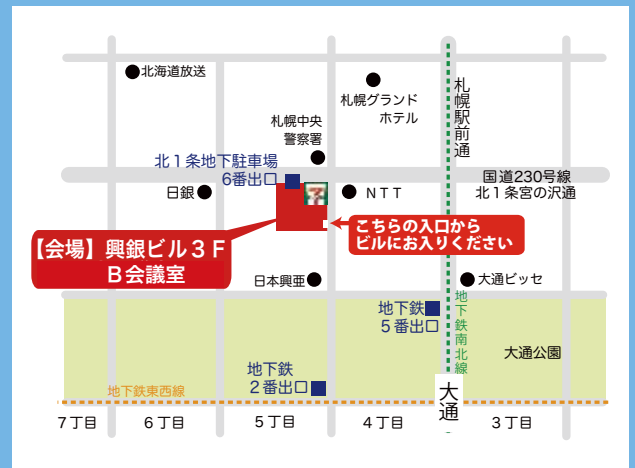 北海道放送
札幌グランド
ホテル
札幌駅前通
札幌中央
警察署
北１条地下駐車場
6番出口
国道230号線
北１条宮の沢通
日銀
7
ＮＴＴ
【会場】興銀ビル３Ｆ
Ｂ会議室
こちらの入口から
ビルにお入りください
日本興亜
大通ビッセ
地下鉄
５番出口
地下鉄南北線
大通公園
地下鉄
２番出口
地下鉄東西線
大通
７丁目
６丁目
５丁目
４丁目
３丁目